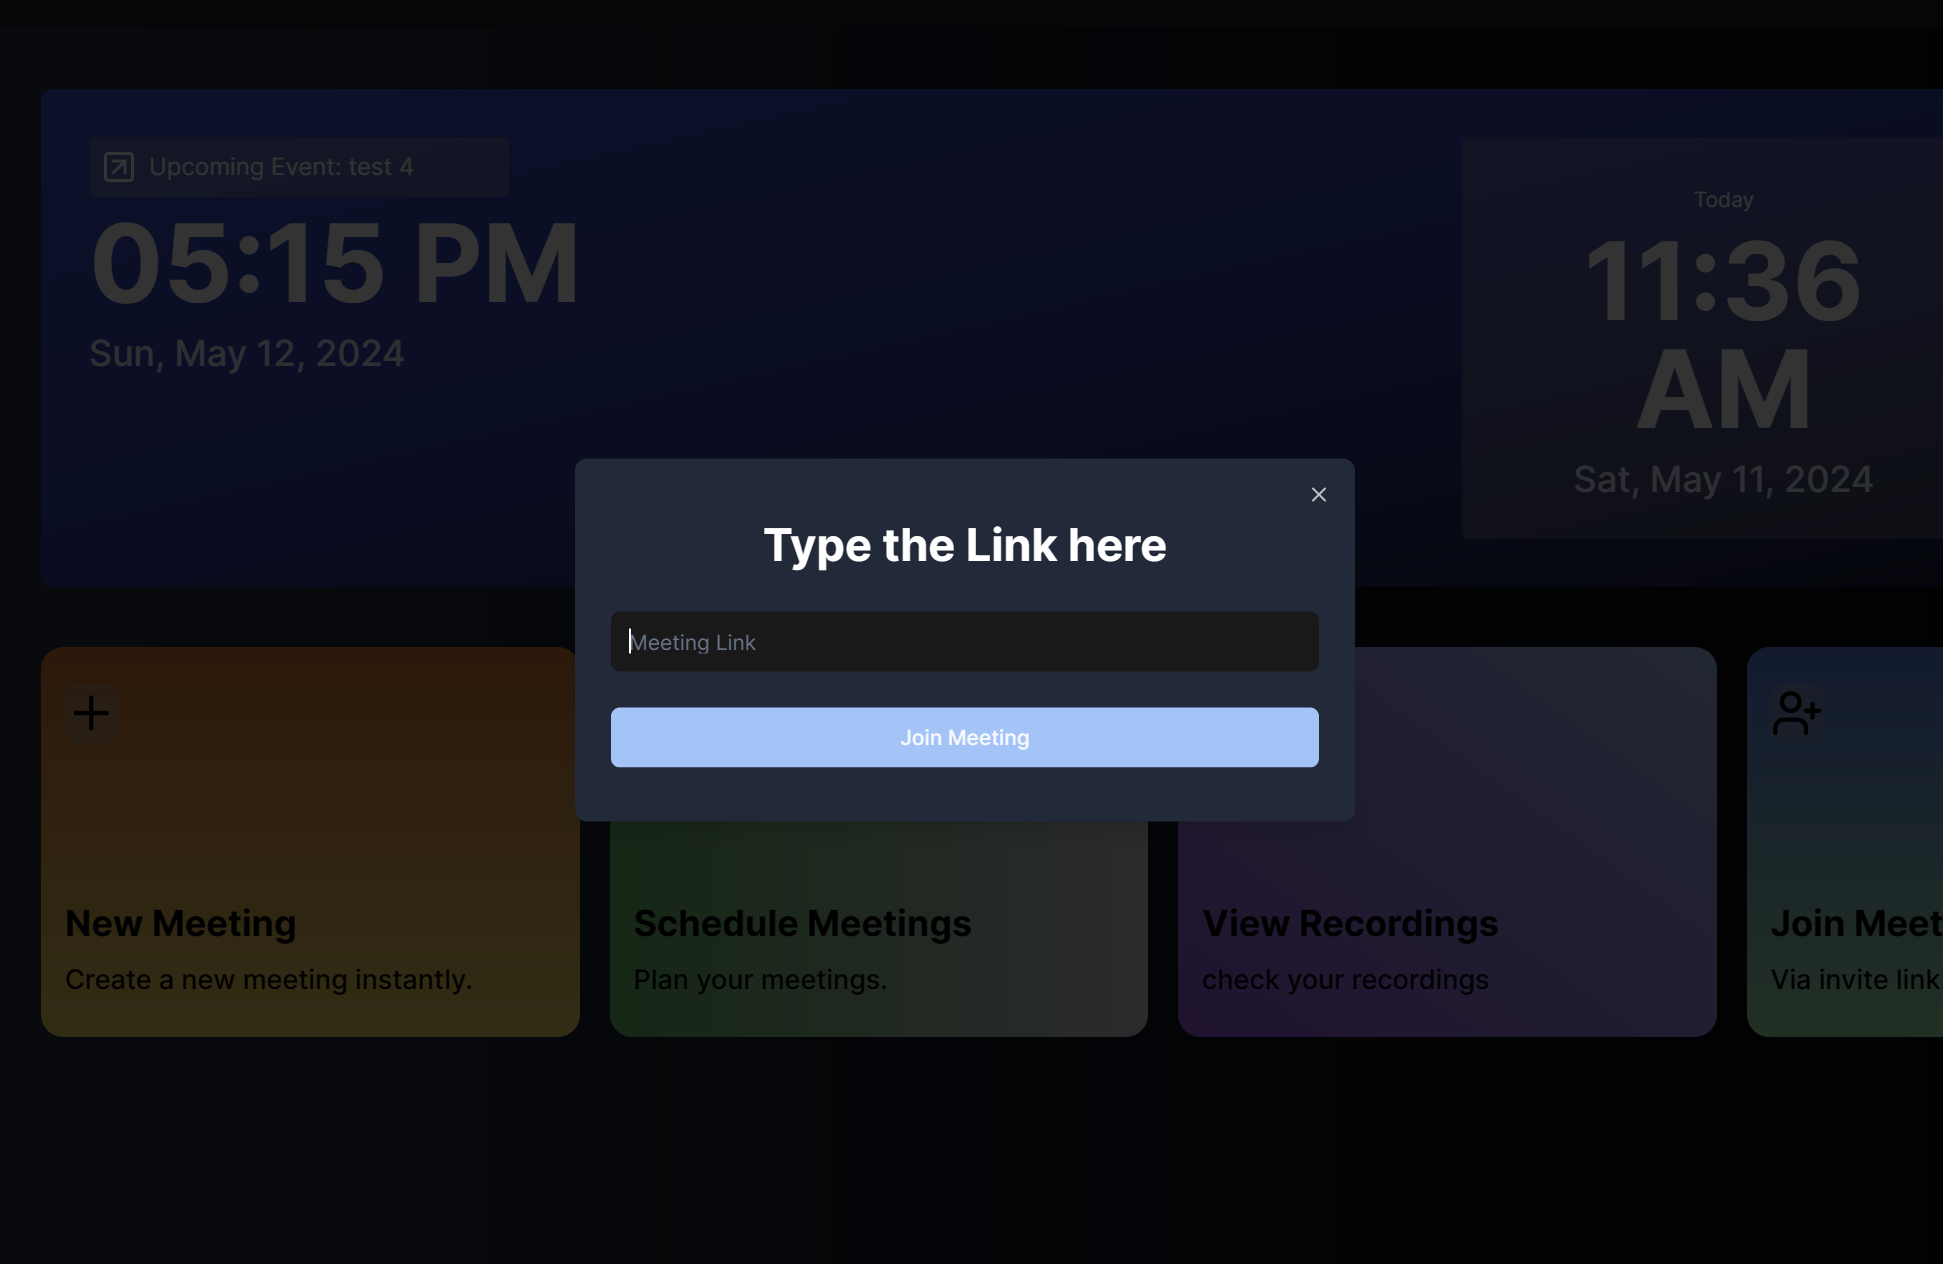 Upcoming Event: test 4
05:15 PM
Sun, May 12, 2024
Today
11:36
AM
Sat, May 11, 2024
Type the Link here
Meeting Link
Join Meeting
New Meeting
Create a new meeting instantly.
Schedule Meetings
Plan your meetings.
View Recordings
check your recordings
Join Meet
Via invite link